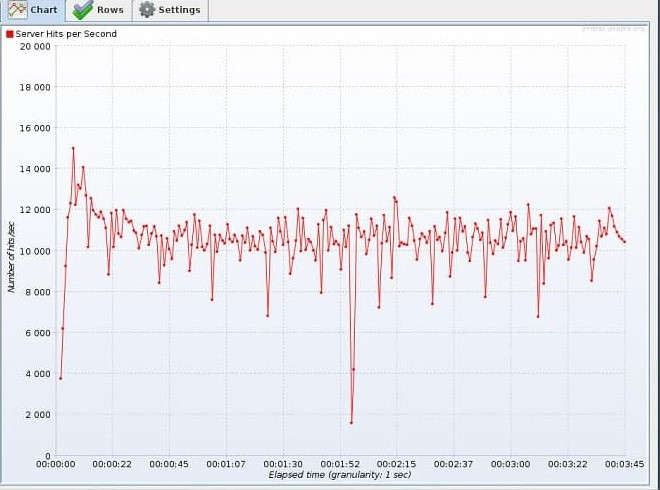 Chart Rows Settings
Server Hits per Second
jmeter-plugins.org
20 000
18 000
16 000
14 000
12 000
10 000
8 000
6 000
4 000
2 000
0
Number of hits /sec
00:00:00 00:00:22 00:00:45 00:01:07 00:01:30 00:01:52 00:02:15 00:02:37 00:03:00 00:03:22 00:03:45
Elapsed time (granularity: 1 sec)